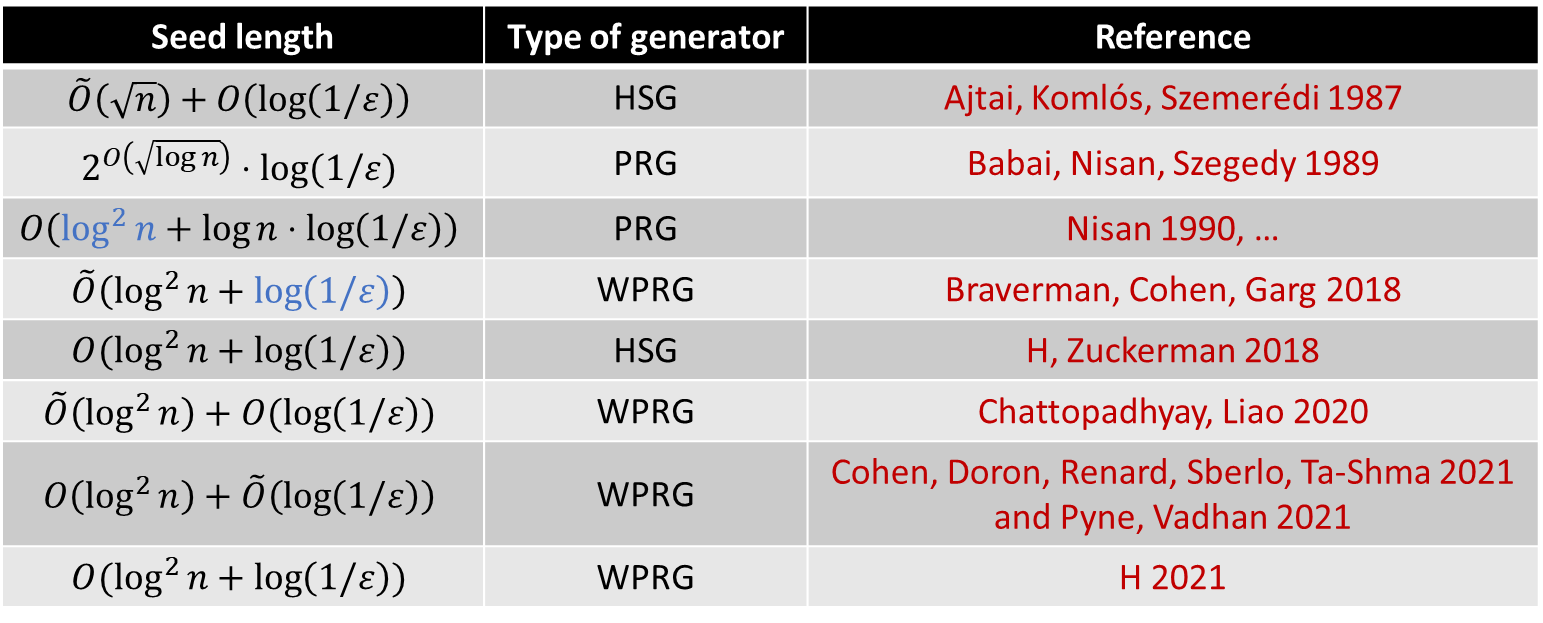 Seed length Type of generator Reference
Õ(√n) + O(log(1/ε)) HSG Ajtai, Komlós, Szemerédi 1987
2^O(√log n) · log(1/ε) PRG Babai, Nisan, Szegedy 1989
O(log² n + log n · log(1/ε)) PRG Nisan 1990, ...
Õ(log² n + log(1/ε)) WPRG Braverman, Cohen, Garg 2018
O(log² n + log(1/ε)) HSG H, Zuckerman 2018
Õ(log² n) + O(log(1/ε)) WPRG Chattopadhyay, Liao 2020
O(log² n) + Õ(log(1/ε)) WPRG Cohen, Doron, Renard, Sberlo, Ta-Shma 2021
and Pyne, Vadhan 2021
O(log² n + log(1/ε)) WPRG H 2021